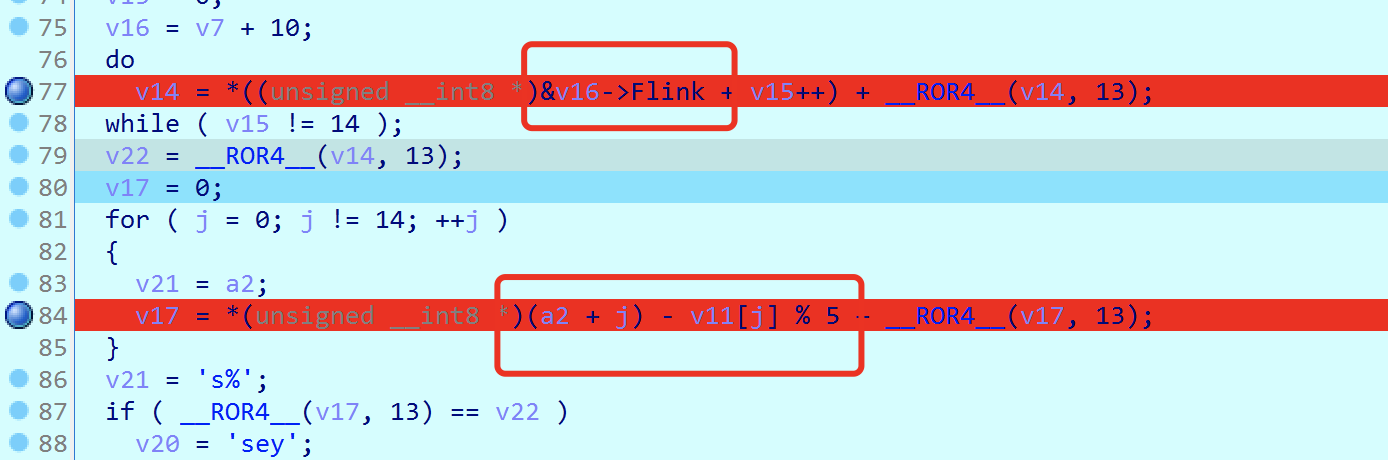 75 v16 = v7 + 10;
76 do
77 v14 = *((unsigned __int8 *)&v16->Flink + v15++) + __ROR4__(v14, 13);
78 while ( v15 != 14 );
79 v22 = __ROR4__(v14, 13);
80 v17 = 0;
81 for ( j = 0; j != 14; ++j )
82 {
83 v21 = a2;
84 v17 = *(unsigned __int8 *)(a2 + j) - v11[j] % 5 - __ROR4__(v17, 13);
85 }
86 v21 = 's%';
87 if ( __ROR4__(v17, 13) == v22 )
88 v20 = 'sey';